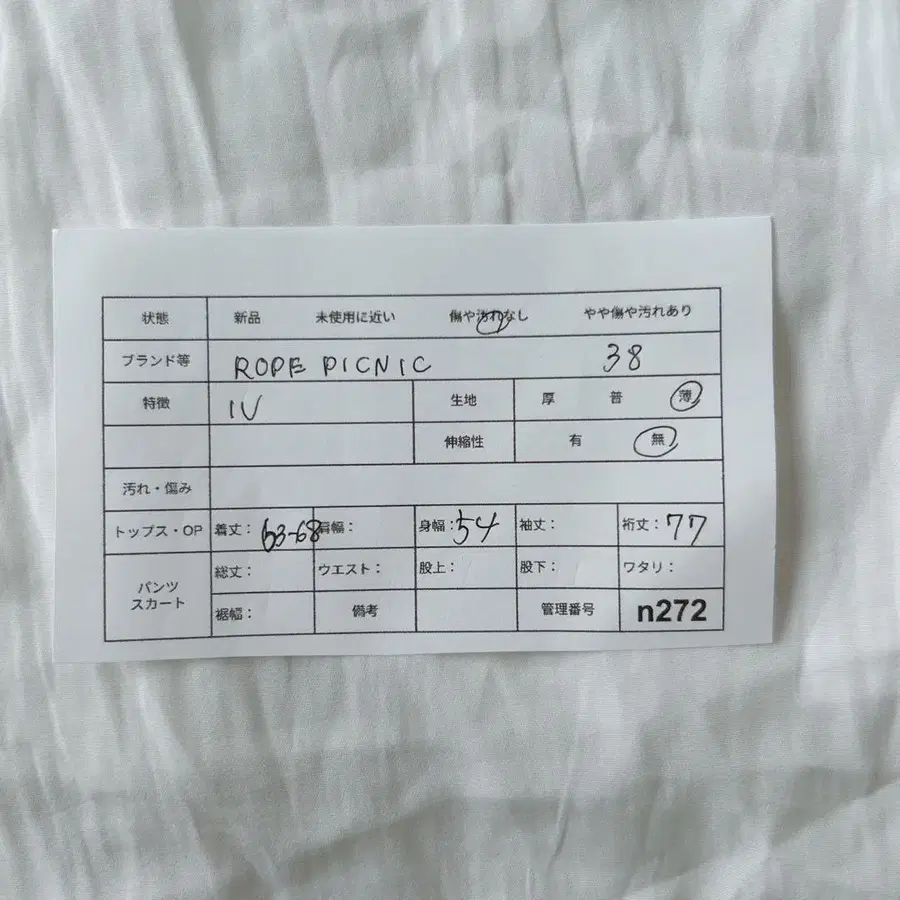 状態 新品 未使用に近い 傷や汚れなし やや傷や汚れあり
ブランド等 ROPE PICNIC 38
特徴 IV 生地 厚 普 薄
伸縮性 有 無
汚れ・傷み
トップス・OP 着丈: 63-68 肩幅: 身幅: 54 袖丈: 裄丈: 77
パンツ
スカート
総丈: ウエスト: 股上: 股下: ワタリ:
裾幅: 備考 管理番号 n272